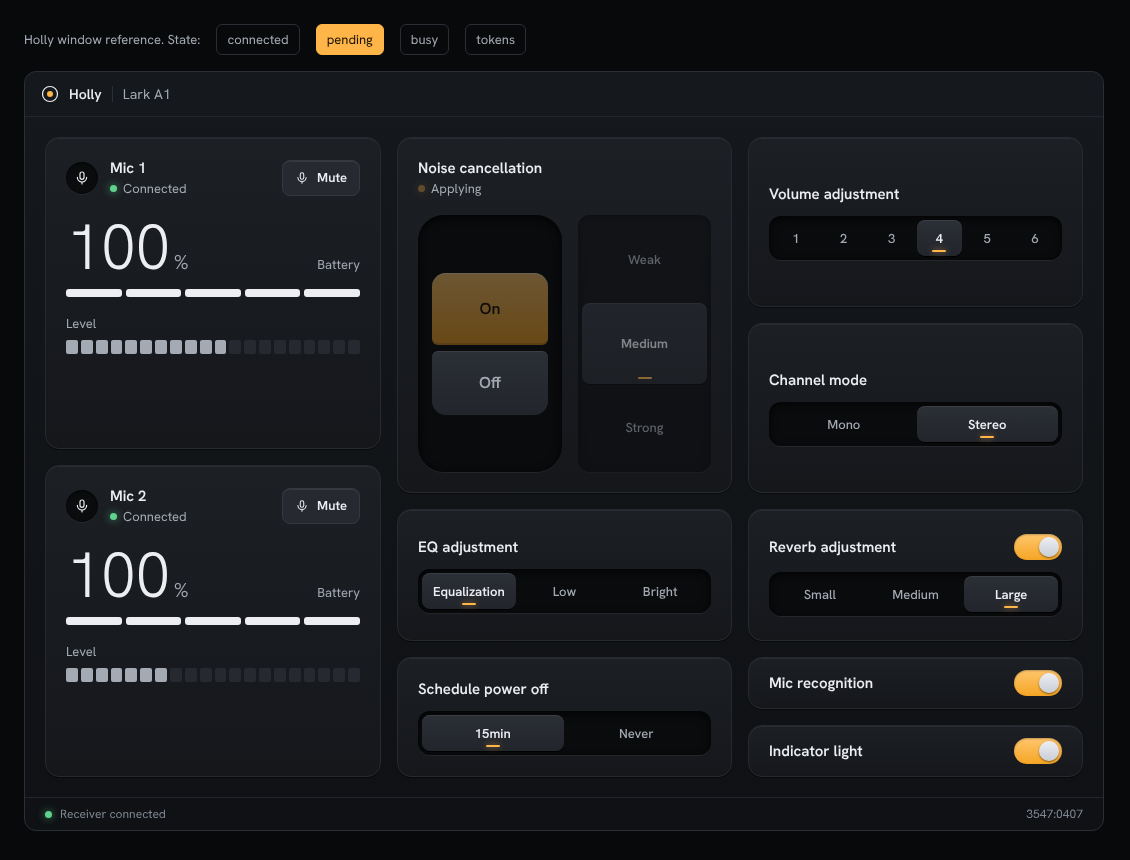 Holly window reference. State: connected pending busy tokens
Holly Lark A1
Mic 1
Connected
Mute
100 %
Battery
Level
Mic 2
Connected
Mute
100 %
Battery
Level
Noise cancellation
Applying
On
Off
Weak
Medium
Strong
EQ adjustment
Equalization Low Bright
Schedule power off
15min Never
Volume adjustment
1 2 3 4 5 6
Channel mode
Mono Stereo
Reverb adjustment
Small Medium Large
Mic recognition
Indicator light
Receiver connected
3547:0407